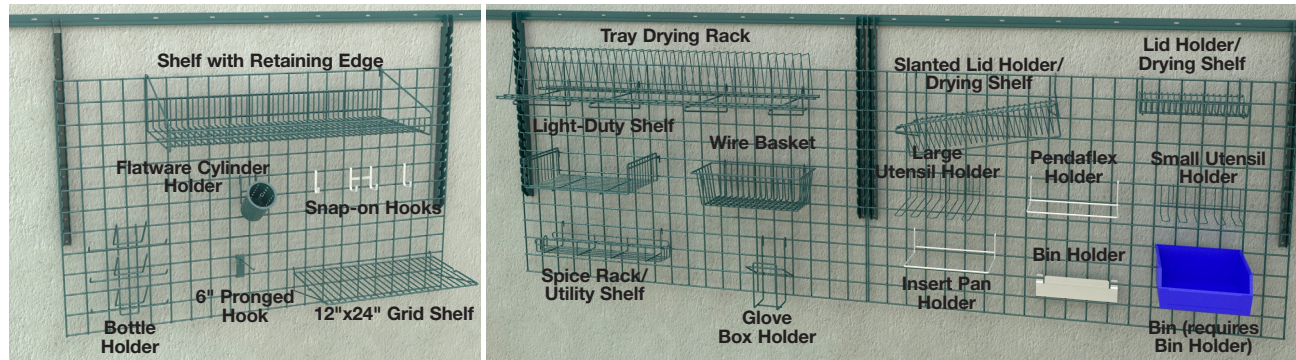 Shelf with Retaining Edge
Flatware Cylinder
Holder
Snap-on Hooks
6" Pronged
Hook
12"x24" Grid Shelf
Bottle
Holder
Tray Drying Rack
Light-Duty Shelf
Wire Basket
Spice Rack/
Utility Shelf
Glove
Box Holder
Slanted Lid Holder/
Drying Shelf
Lid Holder/
Drying Shelf
Large
Utensil Holder
Pendaflex
Holder
Small Utensil
Holder
Insert Pan
Holder
Bin Holder
Bin (requires
Bin Holder)